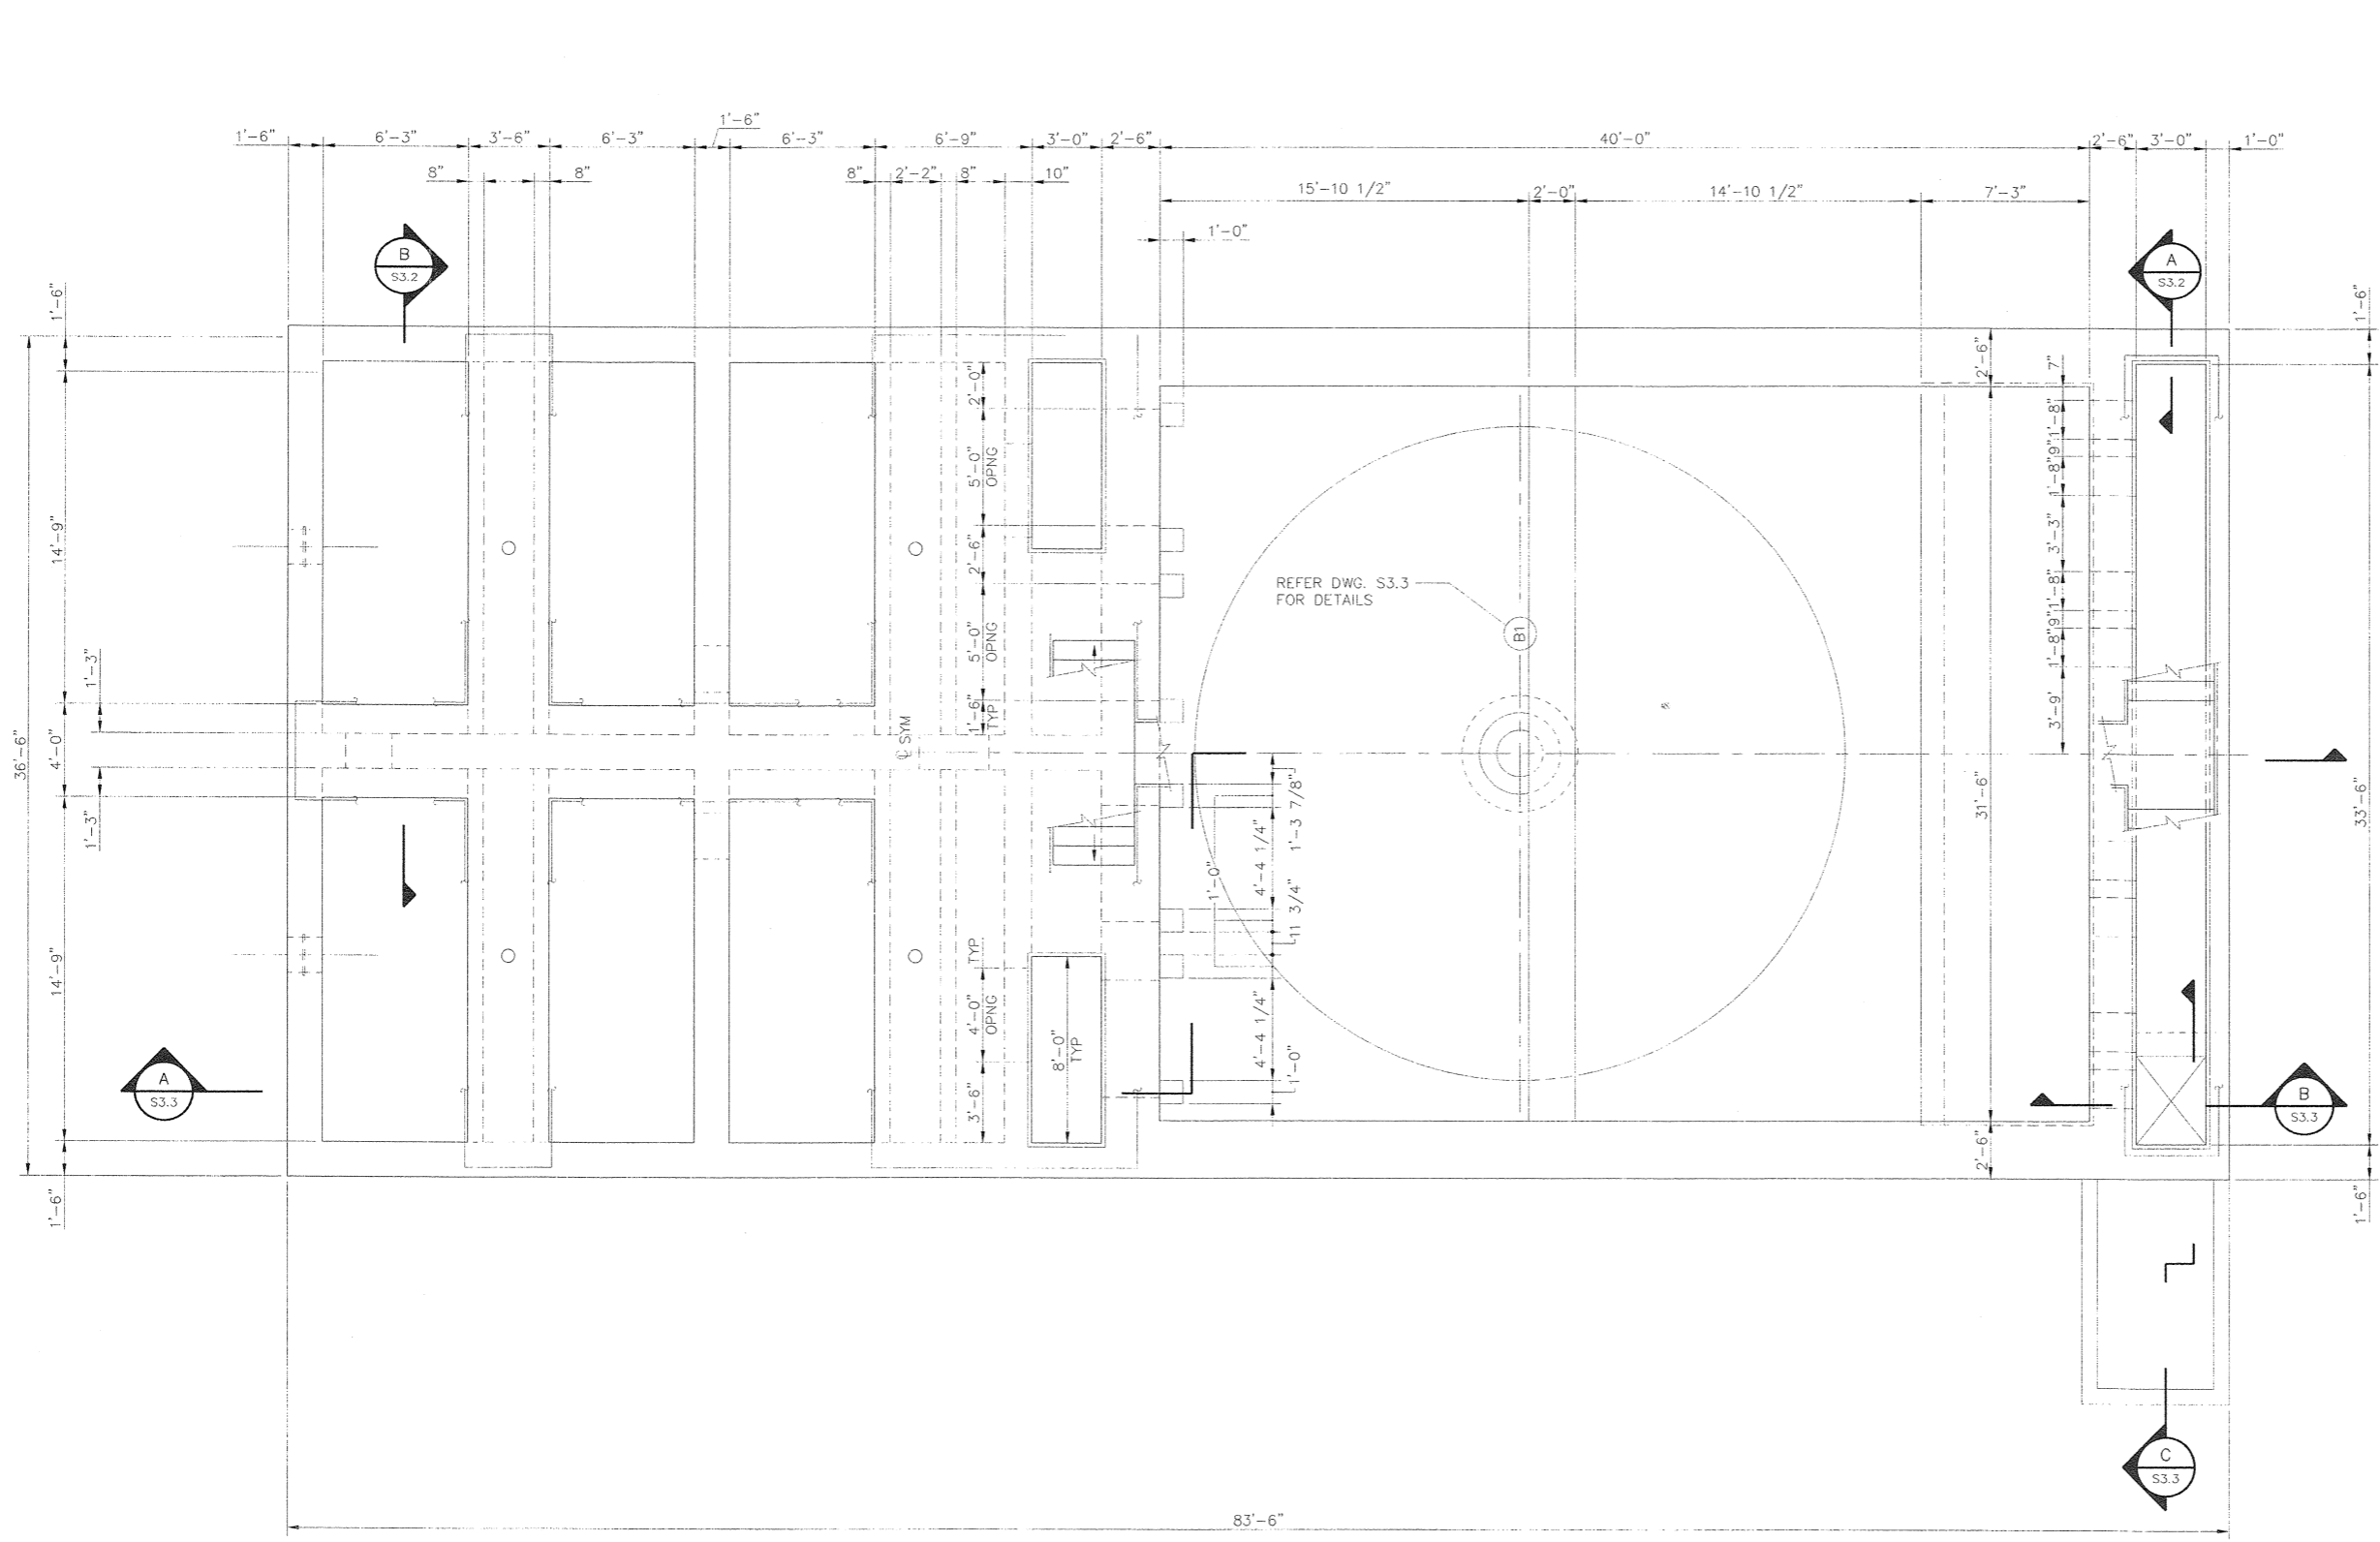 1'-6" 6'-3" 3'-6" 6'-3" 1'-6" 6'-3" 6'-9" 3'-0" 2'-6" 40'-0" 2'-6" 3'-0" 1'-0"
8" 8" 8" 2'-2" 8" 10" 15'-10 1/2" 2'-0" 14'-10 1/2" 7'-3"
1'-0"
B
S3.2
A
S3.2
1'-6"
14'-9"
1'-3"
4'-0"
36'-6"
1'-3"
14'-9"
1'-6"
2'-0"
5'-0"
OPNG
2'-6"
5'-0"
OPNG
1'-6"
TYP
℄ SYM
TYP
4'-0"
OPNG
3'-6"
8'-0"
TYP
REFER DWG. S3.3
FOR DETAILS
B1
1'-3 7/8"
4'-4 1/4"
1'-0"
11 3/4"
4'-4 1/4"
1'-0"
2'-6"
31'-6"
2'-6"
7"
1'-8"
9"
1'-8"
3'-3"
1'-8"
9"
1'-8"
3'-9'
1'-6"
33'-6"
1'-6"
A
S3.3
B
S3.3
C
S3.3
83'-6"